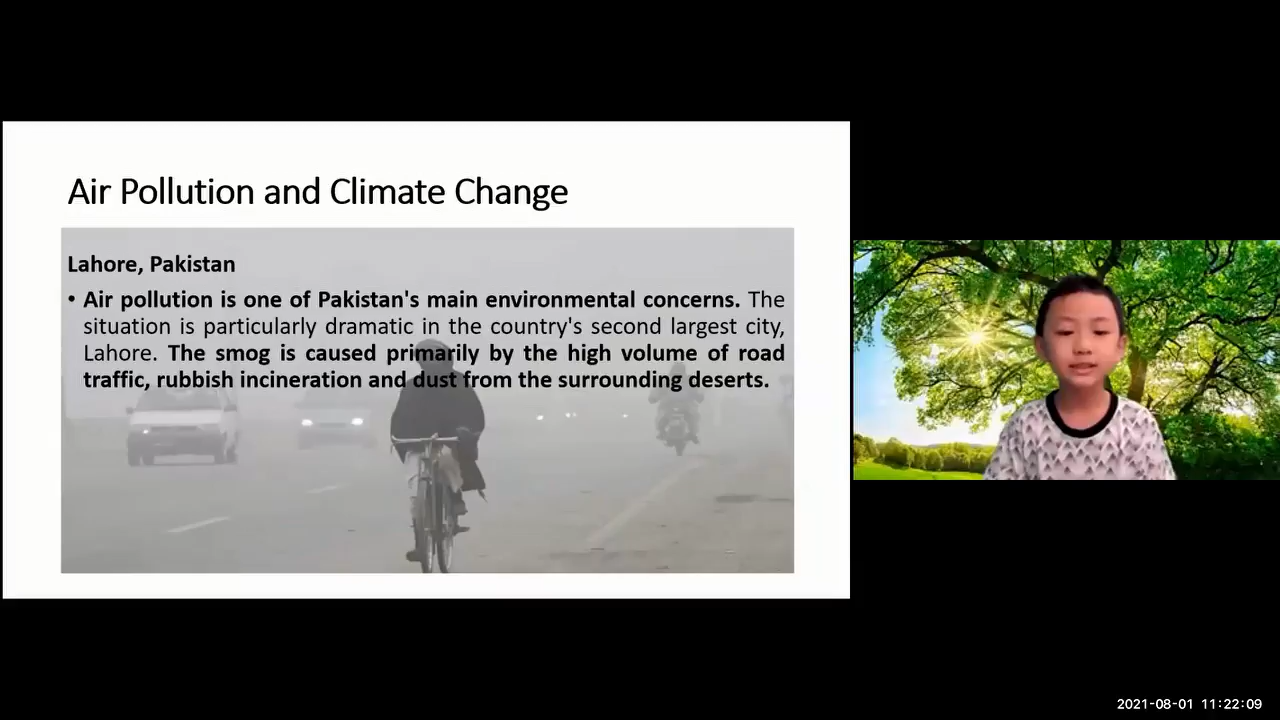 Air Pollution and Climate Change
Lahore, Pakistan
• Air pollution is one of Pakistan's main environmental concerns. The
situation is particularly dramatic in the country's second largest city,
Lahore. The smog is caused primarily by the high volume of road
traffic, rubbish incineration and dust from the surrounding deserts.
2021-08-01 11:22:09